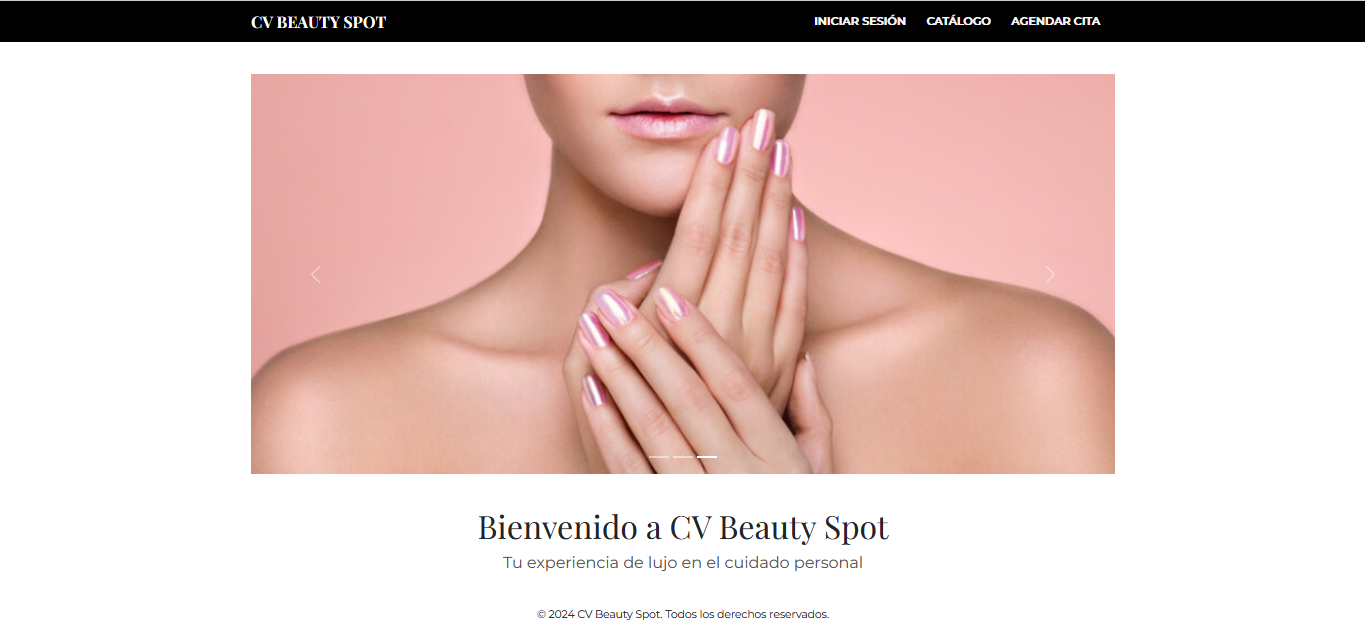 CV BEAUTY SPOT
INICIAR SESIÓN CATÁLOGO AGENDAR CITA
Bienvenido a CV Beauty Spot
Tu experiencia de lujo en el cuidado personal
© 2024 CV Beauty Spot. Todos los derechos reservados.